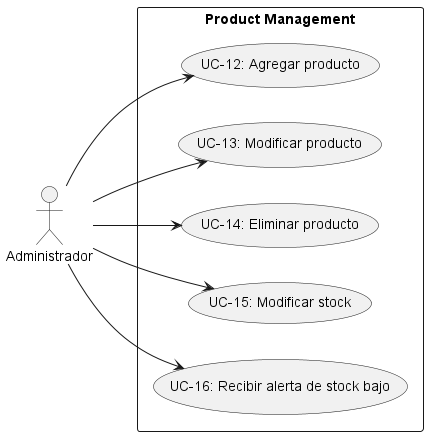 Product Management
UC-12: Agregar producto
UC-13: Modificar producto
UC-14: Eliminar producto
Administrador
UC-15: Modificar stock
UC-16: Recibir alerta de stock bajo